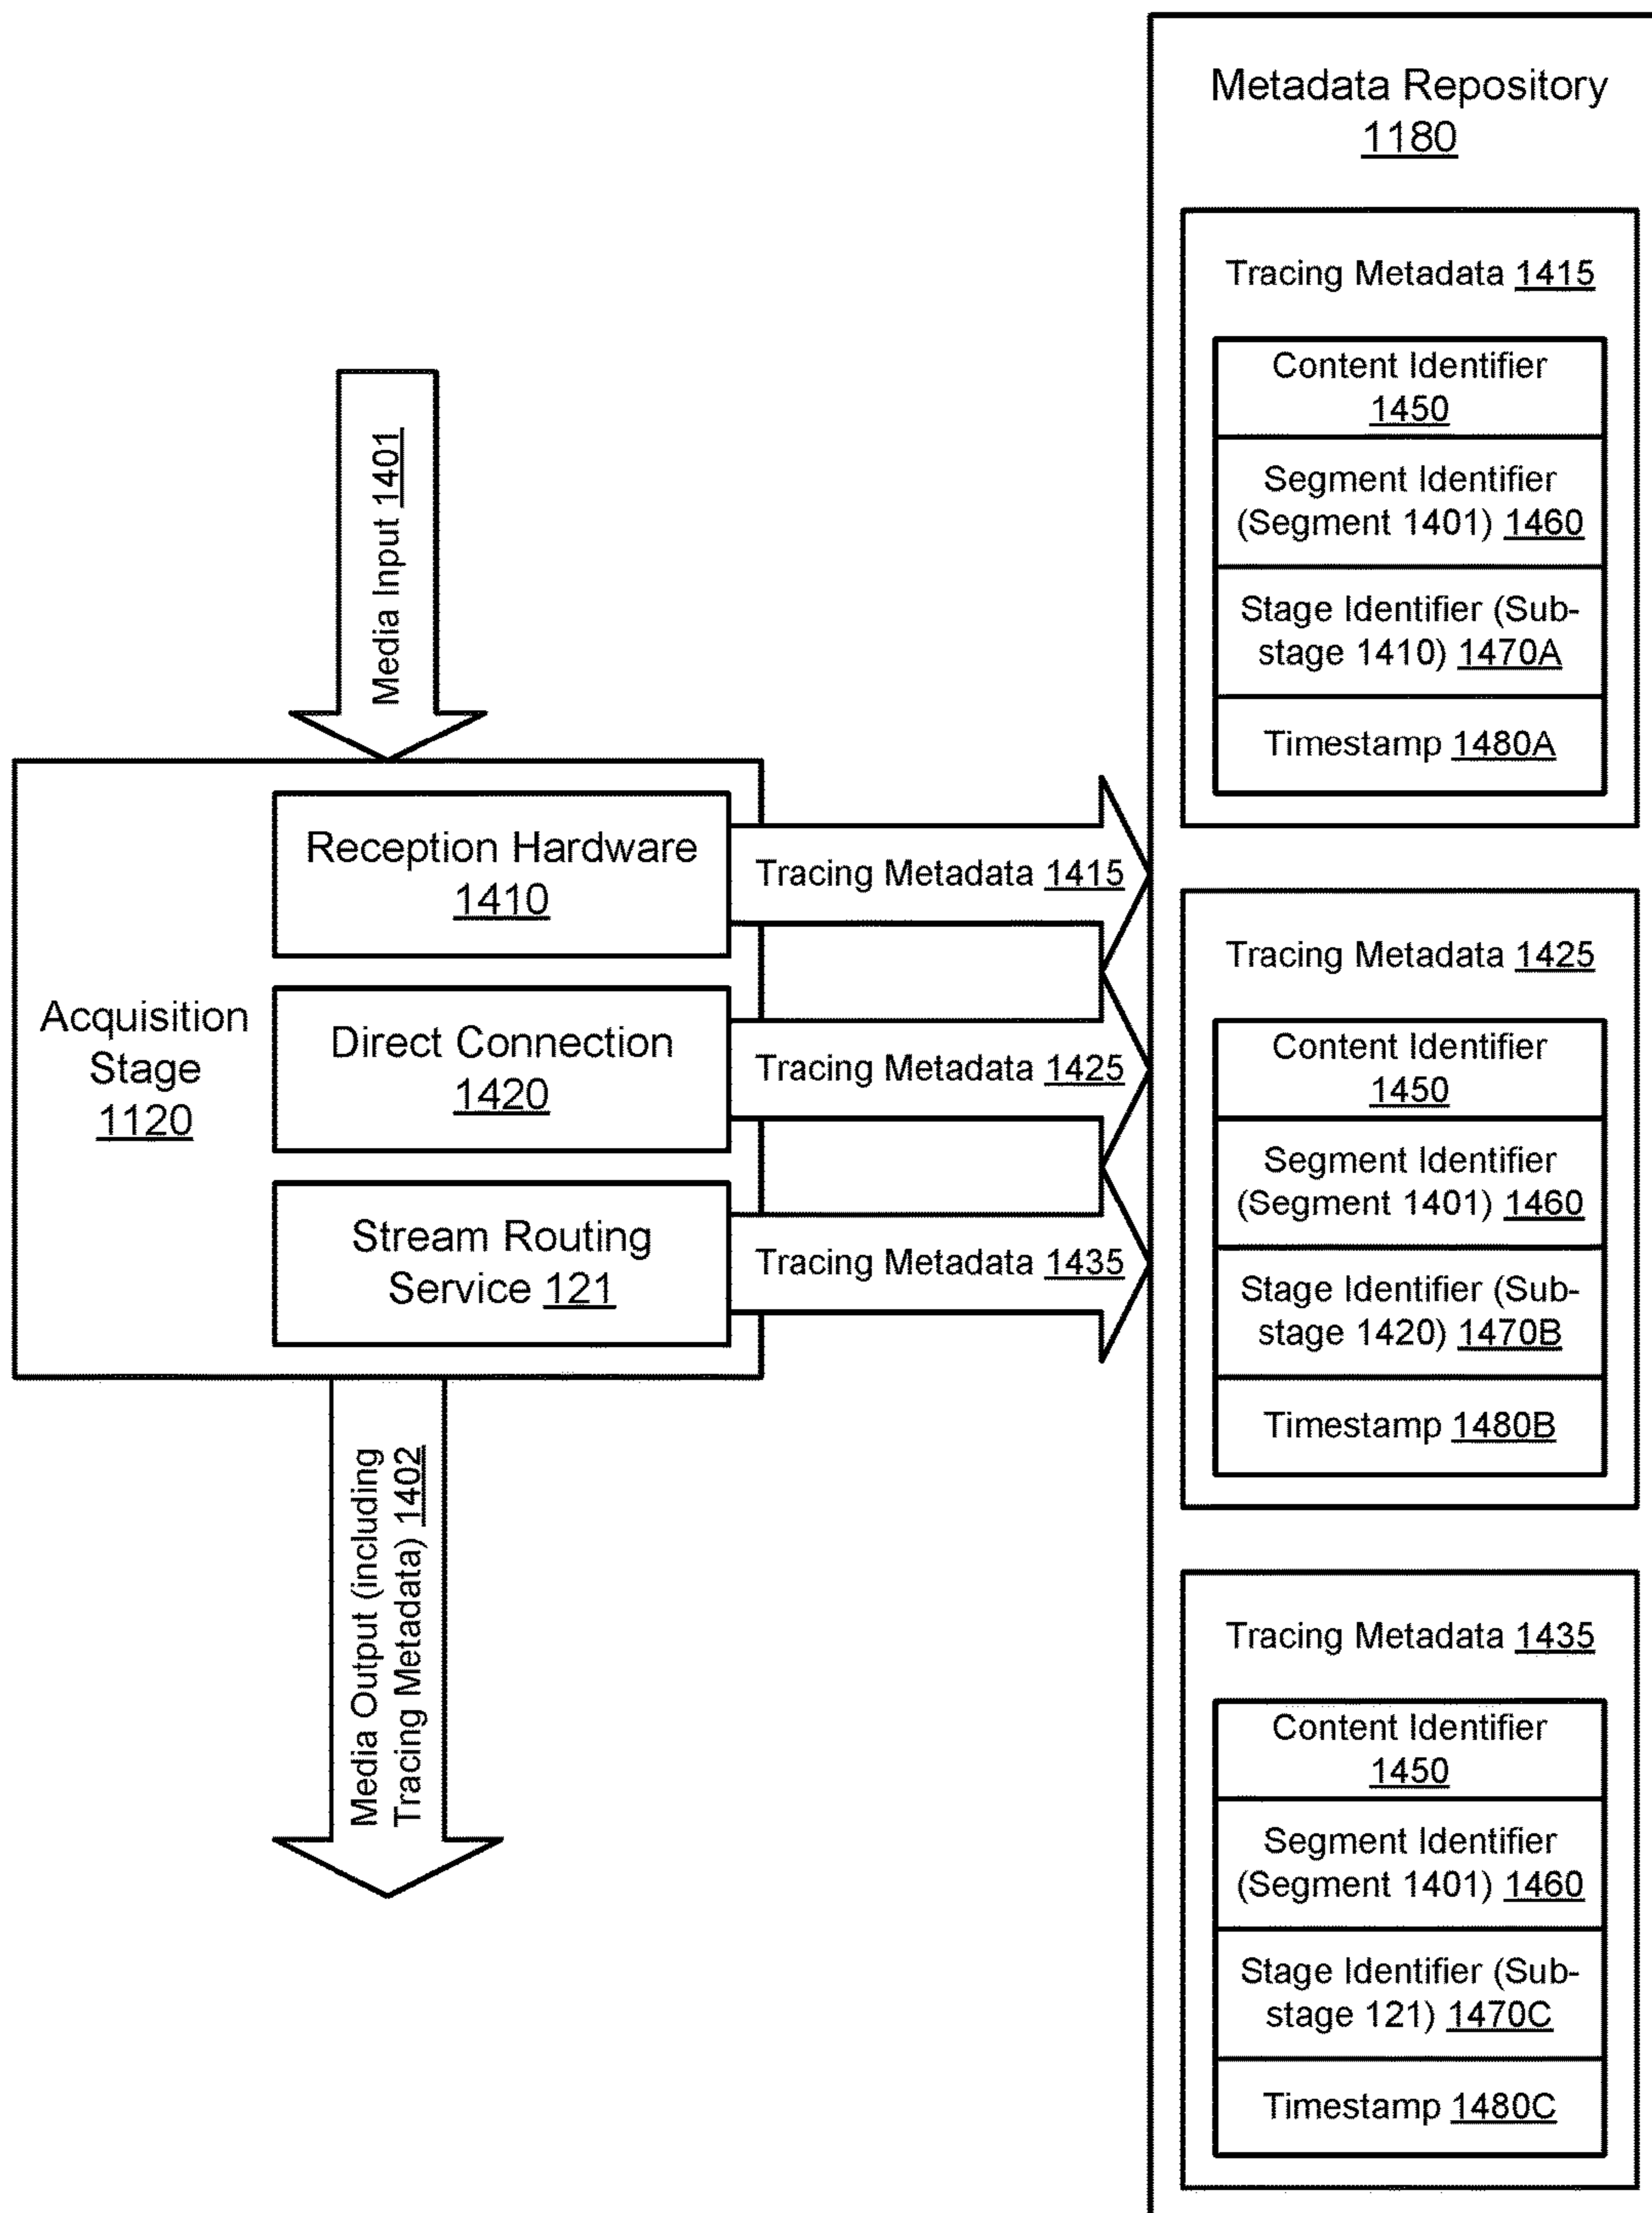 Metadata Repository
1180
Tracing Metadata 1415
Content Identifier
1450
Segment Identifier
(Segment 1401) 1460
Stage Identifier (Sub-
stage 1410) 1470A
Timestamp 1480A
Media Input 1401
Reception Hardware
1410
Tracing Metadata 1415
Acquisition
Stage
1120
Direct Connection
1420
Tracing Metadata 1425
Stream Routing
Service 121
Tracing Metadata 1435
Tracing Metadata 1425
Content Identifier
1450
Segment Identifier
(Segment 1401) 1460
Stage Identifier (Sub-
stage 1420) 1470B
Timestamp 1480B
Media Output (including
Tracing Metadata) 1402
Tracing Metadata 1435
Content Identifier
1450
Segment Identifier
(Segment 1401) 1460
Stage Identifier (Sub-
stage 121) 1470C
Timestamp 1480C